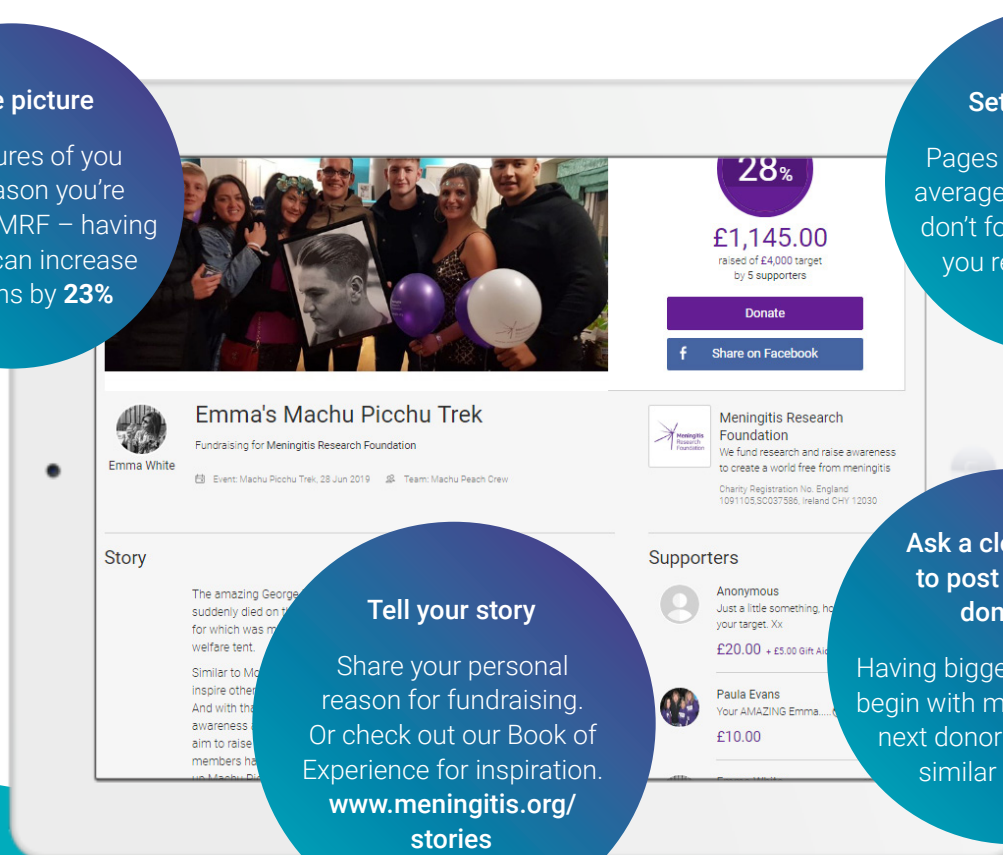 e picture
ures of you
ason you're
MRF – having
can increase
ns by 23%
Set
Pages
average
don't fo
you re
28%
£1,145.00
raised of £4,000 target
by 5 supporters
Donate
f Share on Facebook
Emma White
Emma's Machu Picchu Trek
Fundraising for Meningitis Research Foundation
Event: Machu Picchu Trek, 28 Jun 2019 Team: Machu Peach Crew
Meningitis
Research
Foundation
Meningitis Research
Foundation
We fund research and raise awareness
to create a world free from meningitis
Charity Registration No. England
1091105,SC037586, Ireland CHY 12030
Story
The amazing George
suddenly died on t
for which was m
welfare tent.
Similar to Mo
inspire other
And with tha
awareness
aim to raise
members ha
Tell your story
Share your personal
reason for fundraising.
Or check out our Book of
Experience for inspiration.
www.meningitis.org/
stories
Supporters
Anonymous
Just a little something, ho
your target. Xx
£20.00 + £5.00 Gift Aid
Paula Evans
Your AMAZING Emma.....
£10.00
Ask a cl
to post
don
Having bigge
begin with m
next donor
similar